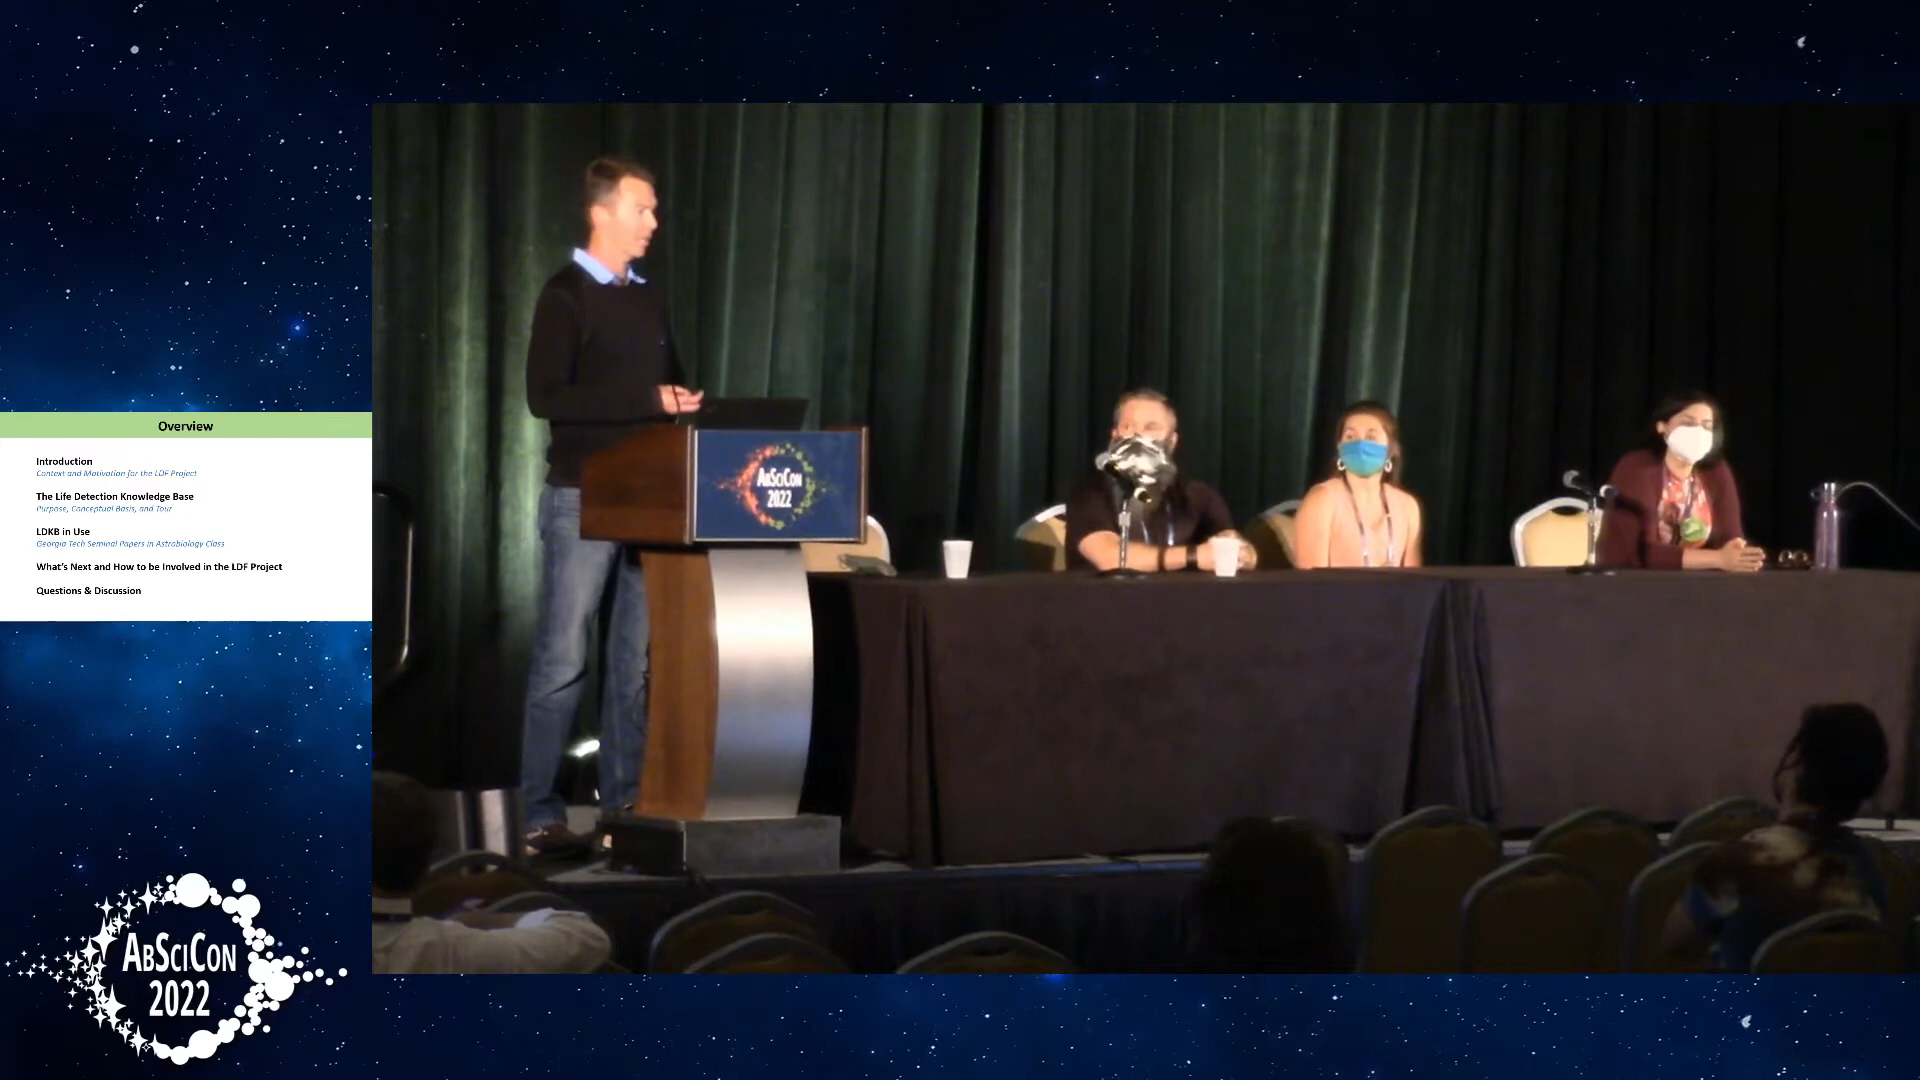 Overview
Introduction
Context and Motivation for the LDF Project
The Life Detection Knowledge Base
Purpose, Conceptual Basis, and Tour
LDKB in Use
Georgia Tech Seminal Papers in Astrobiology Class
What's Next and How to be Involved in the LDF Project
Questions & Discussion
ABSCICON
2022
ABSCICON
2022